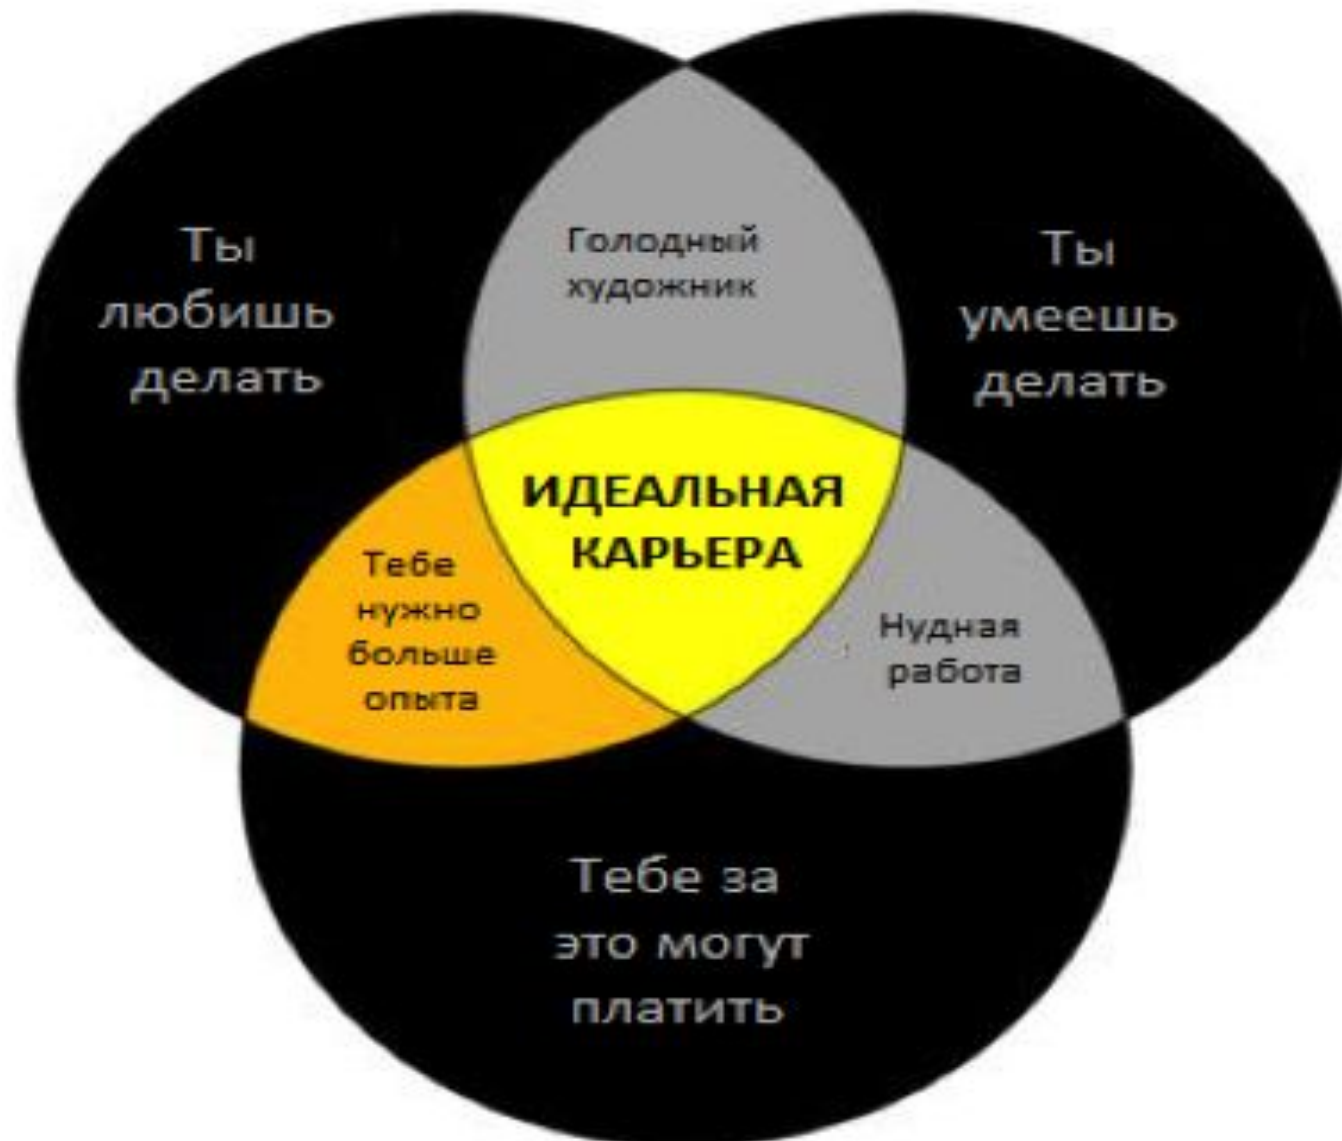 Ты
любишь
делать
Голодный
художник
Ты
умеешь
делать
ИДЕАЛЬНАЯ
КАРЬЕРА
Тебе
нужно
больше
опыта
Нудная
работа
Тебе за
это могут
платить